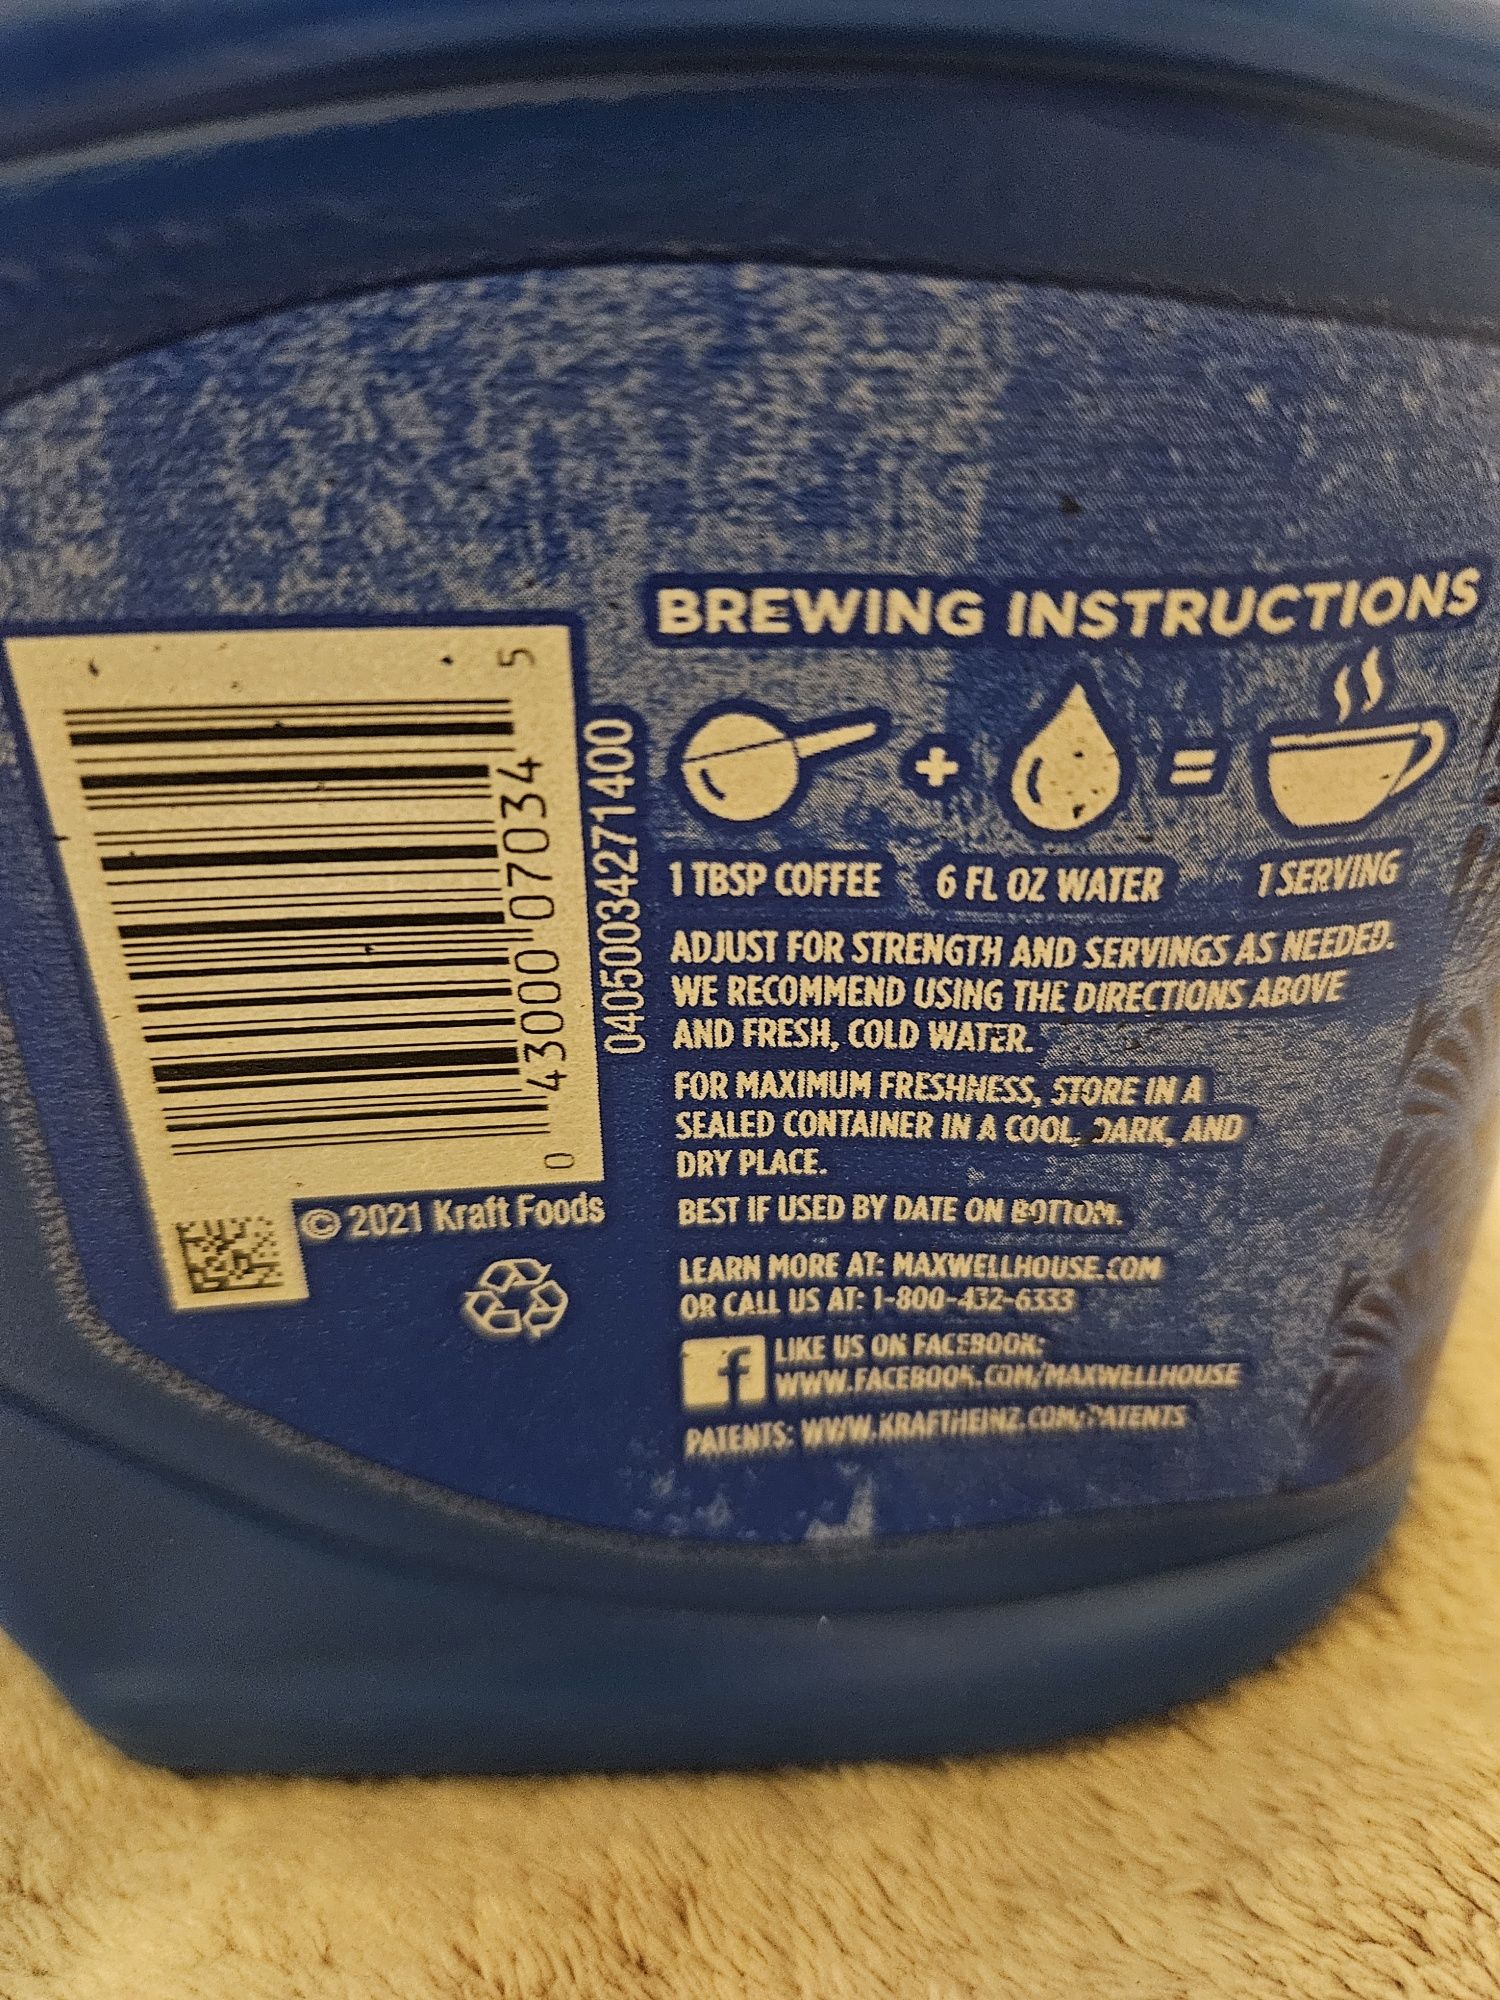 BREWING INSTRUCTIONS
+ =
1 TBSP COFFEE 6 FL OZ WATER 1 SERVING
ADJUST FOR STRENGTH AND SERVINGS AS NEEDED.
WE RECOMMEND USING THE DIRECTIONS ABOVE
AND FRESH, COLD WATER.
FOR MAXIMUM FRESHNESS, STORE IN A
SEALED CONTAINER IN A COOL, DARK, AND
DRY PLACE.
BEST IF USED BY DATE ON BOTTOM.
LEARN MORE AT: MAXWELLHOUSE.COM
OR CALL US AT: 1-800-432-6333
f LIKE US ON FACEBOOK:
WWW.FACEBOOK.COM/MAXWELLHOUSE
PATENTS: WWW.KRAFTHEINZ.COM/PATENTS
0 43000 07034 5
04050034271400
© 2021 Kraft Foods